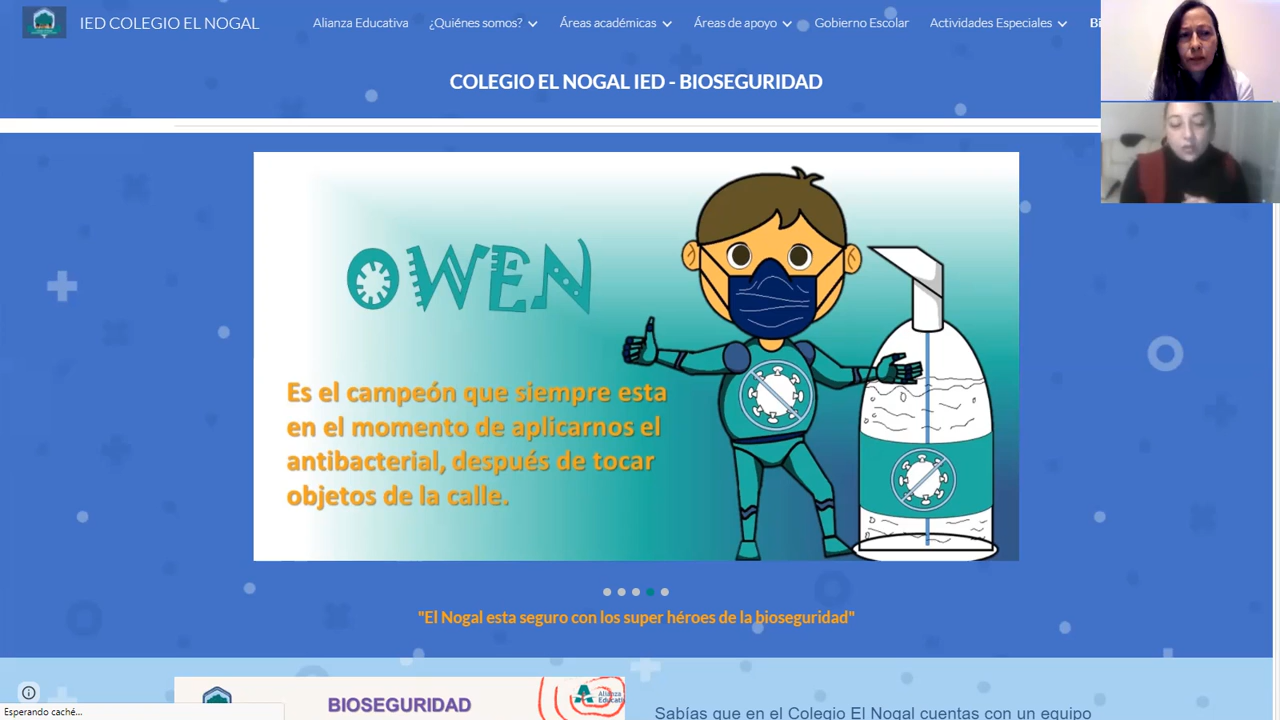 IED COLEGIO EL NOGAL
Alianza Educativa
¿Quiénes somos?
Áreas académicas
Áreas de apoyo
Gobierno Escolar
Actividades Especiales
COLEGIO EL NOGAL IED - BIOSEGURIDAD
OWEN
Es el campeón que siempre esta
en el momento de aplicarnos el
antibacterial, después de tocar
objetos de la calle.
"El Nogal esta seguro con los super héroes de la bioseguridad"
BIOSEGURIDAD
Alianza
Sabías que en el Colegio El Nogal cuentas con un equipo
Esperando caché...